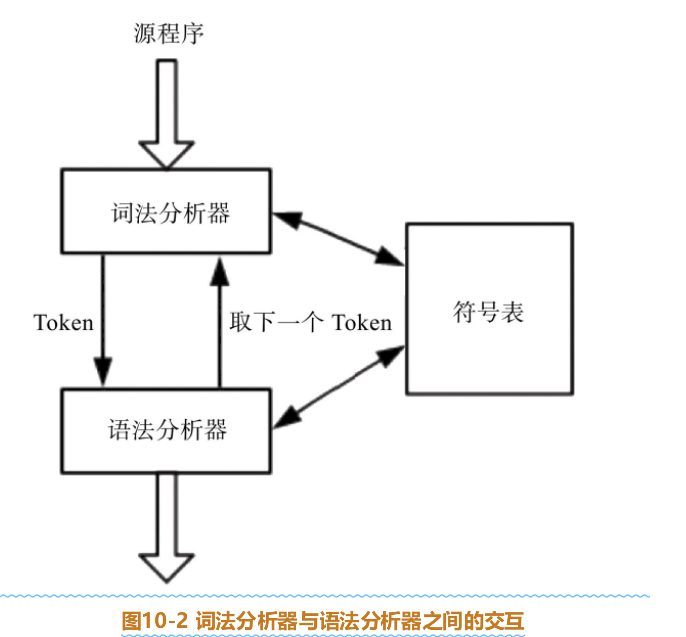 源程序
词法分析器
符号表
Token
取下一个 Token
语法分析器
图10-2 词法分析器与语法分析器之间的交互